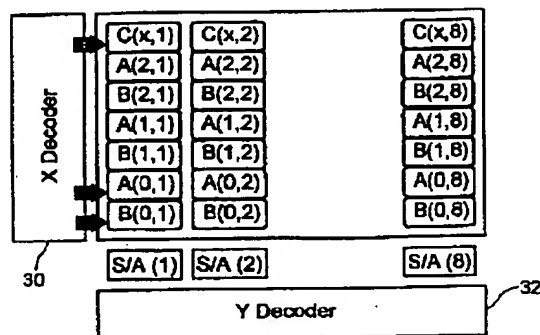 X Decoder
C(x,1) C(x,2) C(x,8)
A(2,1) A(2,2) A(2,8)
B(2,1) B(2,2) B(2,8)
A(1,1) A(1,2) A(1,8)
B(1,1) B(1,2) B(1,8)
A(0,1) A(0,2) A(0,8)
B(0,1) B(0,2) B(0,8)
30
S/A (1) S/A (2) S/A (8)
32
Y Decoder